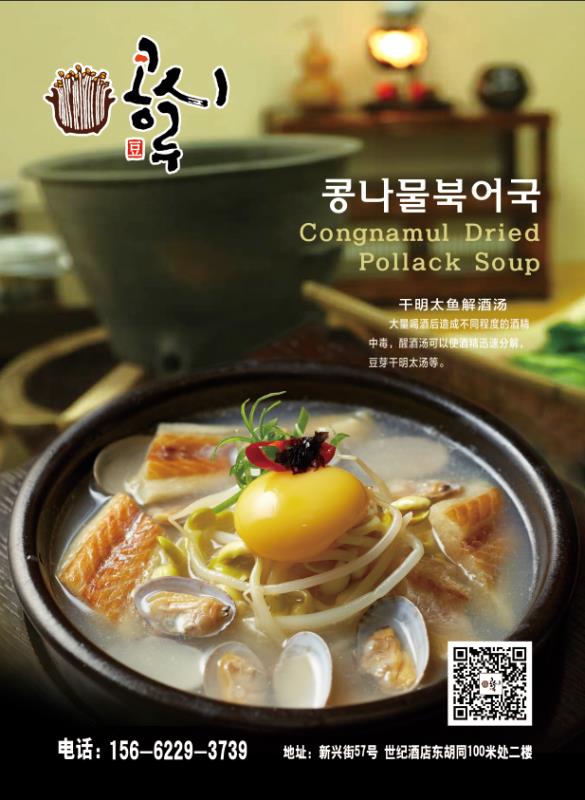 콩시루
豆
콩나물북어국
Congnamul Dried
Pollack Soup
干明太鱼解酒汤
大量喝酒后造成不同程度的酒精
中毒，醒酒汤可以使酒精迅速分解，
豆芽干明太汤等。
电话：156-6229-3739
地址：新兴街57号 世纪酒店东胡同100米处二楼